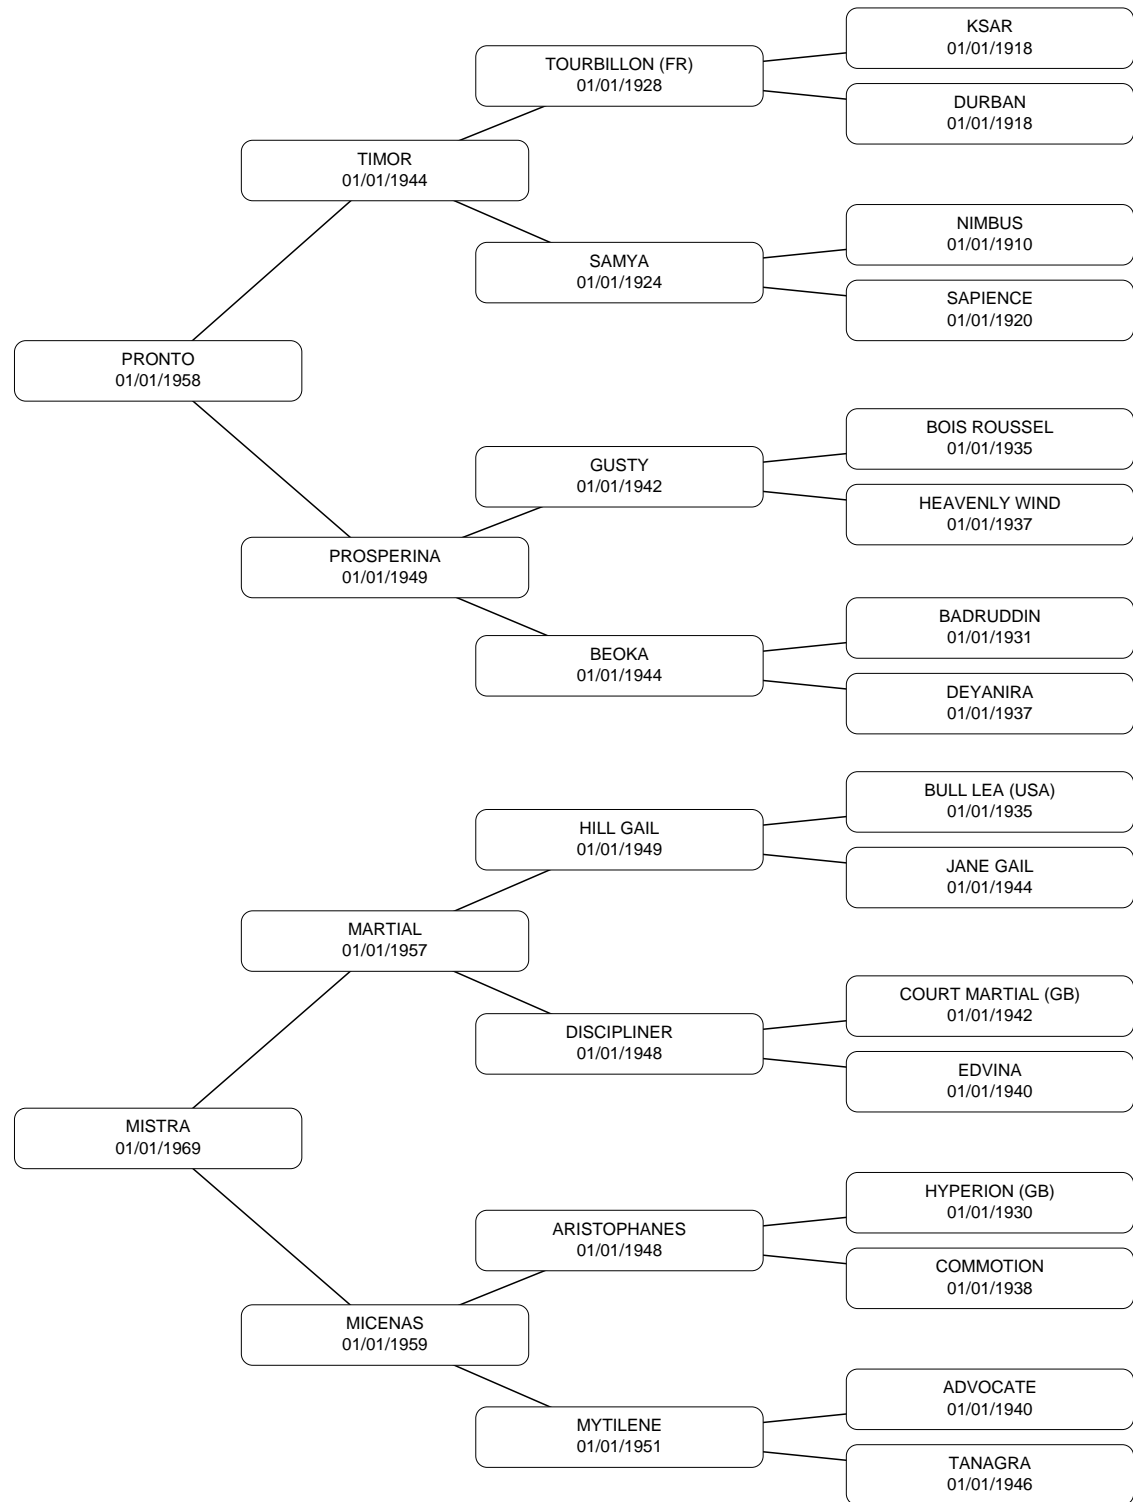 KSAR
01/01/1918
TOURBILLON (FR)
01/01/1928
DURBAN
01/01/1918
TIMOR
01/01/1944
NIMBUS
01/01/1910
SAMYA
01/01/1924
SAPIENCE
01/01/1920
PRONTO
01/01/1958
BOIS ROUSSEL
01/01/1935
GUSTY
01/01/1942
HEAVENLY WIND
01/01/1937
PROSPERINA
01/01/1949
BADRUDDIN
01/01/1931
BEOKA
01/01/1944
DEYANIRA
01/01/1937
BULL LEA (USA)
01/01/1935
HILL GAIL
01/01/1949
JANE GAIL
01/01/1944
MARTIAL
01/01/1957
COURT MARTIAL (GB)
01/01/1942
DISCIPLINER
01/01/1948
EDVINA
01/01/1940
MISTRA
01/01/1969
HYPERION (GB)
01/01/1930
ARISTOPHANES
01/01/1948
COMMOTION
01/01/1938
MICENAS
01/01/1959
ADVOCATE
01/01/1940
MYTILENE
01/01/1951
TANAGRA
01/01/1946